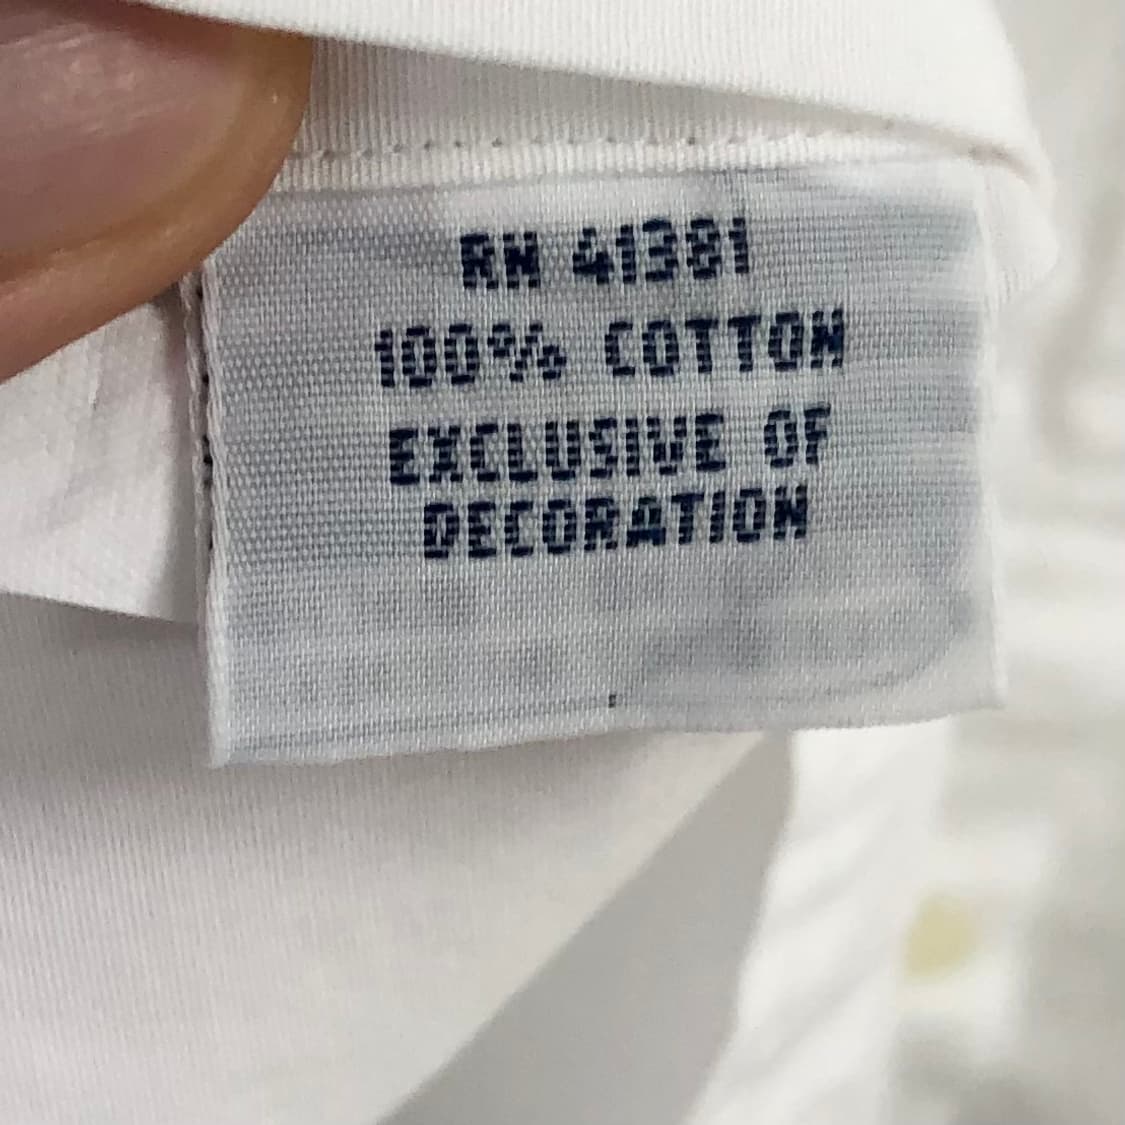 RN 41381
100% COTTON
EXCLUSIVE OF
DECORATION